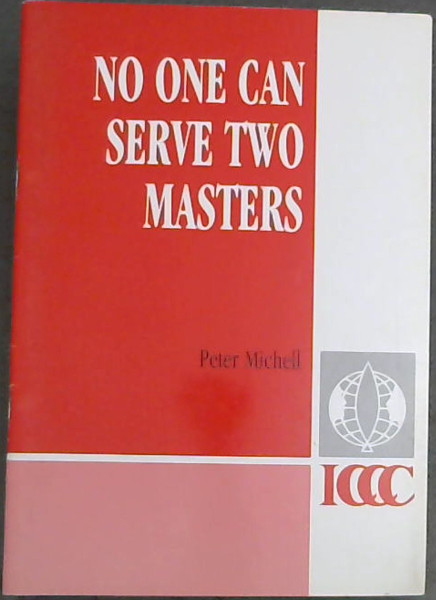 NO ONE CAN
SERVE TWO
MASTERS
Peter Michell
ICCC